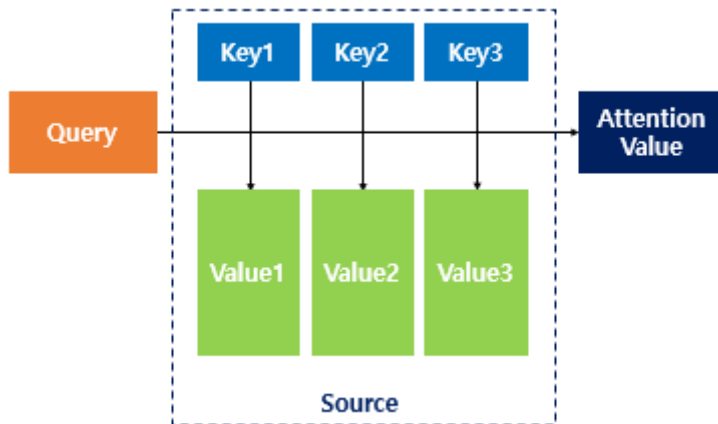 Key1 Key2 Key3
Query
Attention
Value
Value1 Value2 Value3
Source